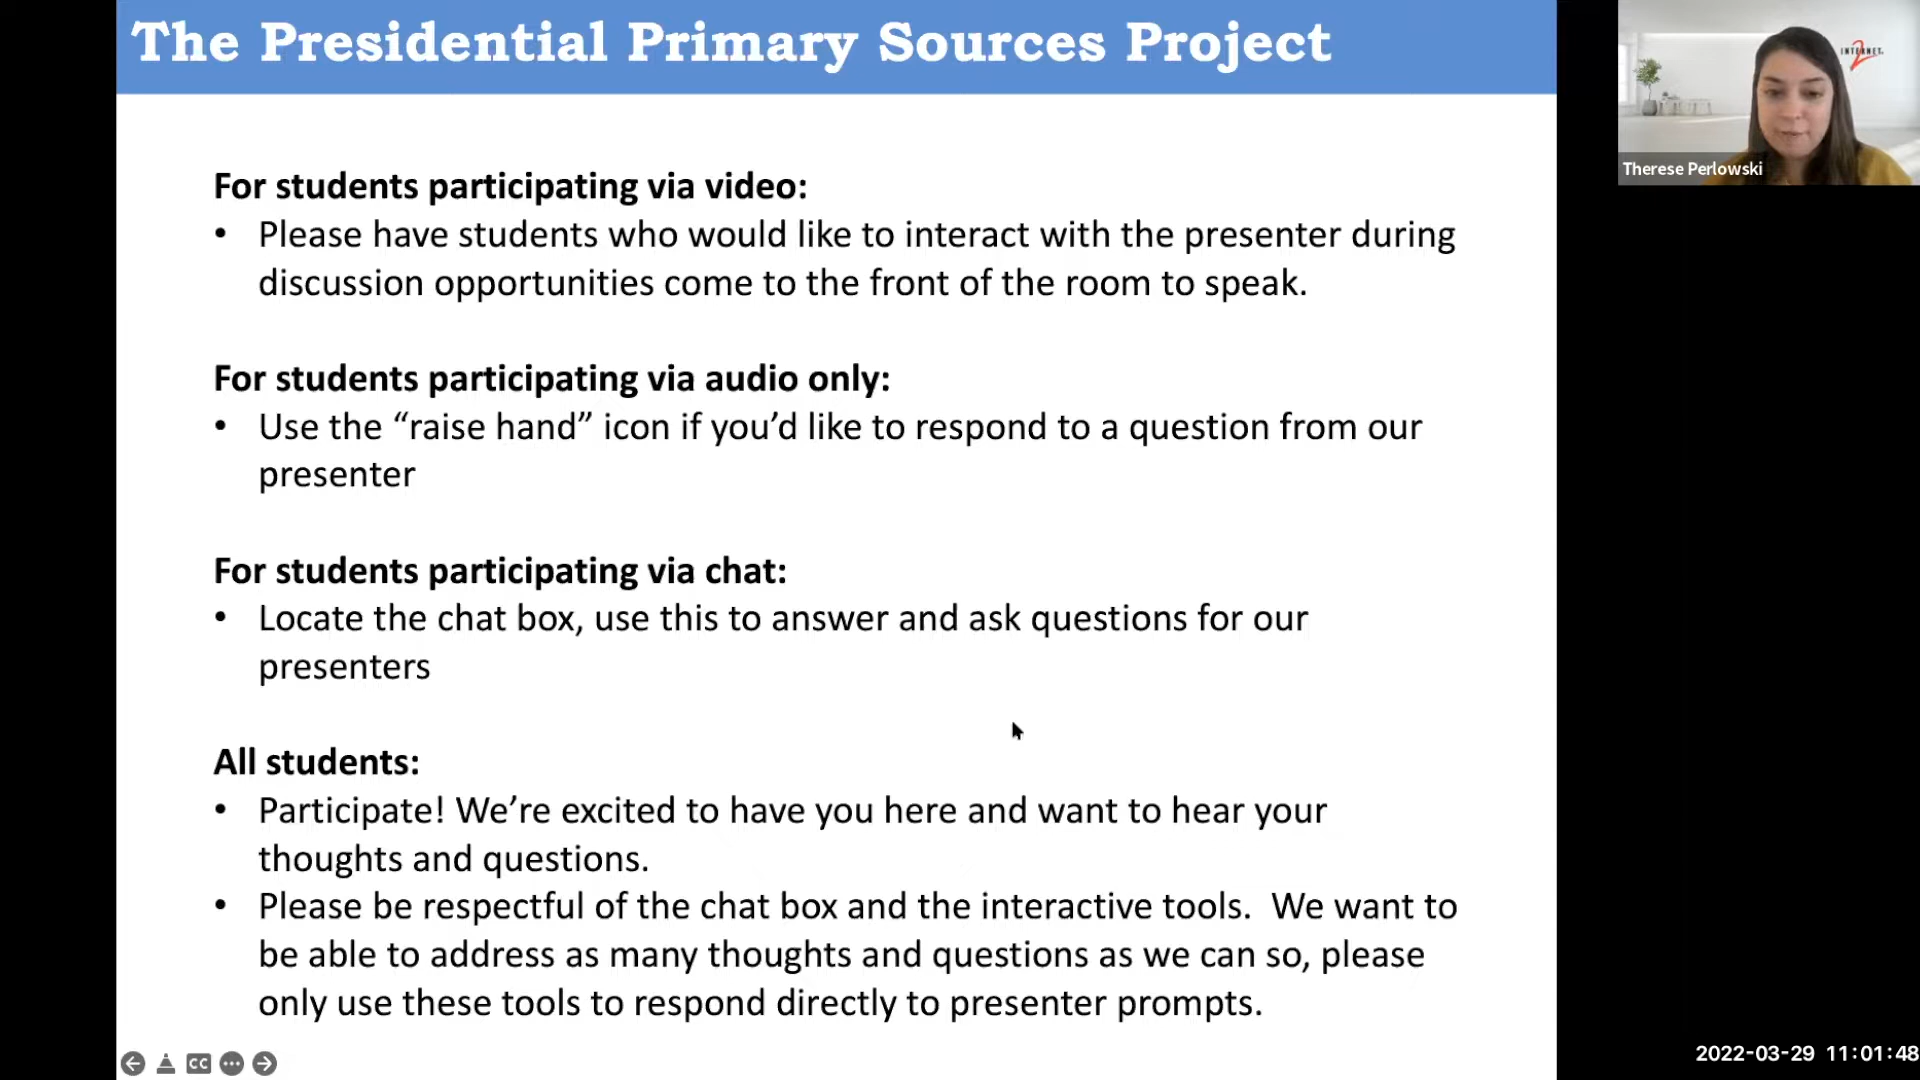 The Presidential Primary Sources Project
For students participating via video:
• Please have students who would like to interact with the presenter during
discussion opportunities come to the front of the room to speak.
For students participating via audio only:
• Use the “raise hand” icon if you’d like to respond to a question from our
presenter
For students participating via chat:
• Locate the chat box, use this to answer and ask questions for our
presenters
All students:
• Participate! We’re excited to have you here and want to hear your
thoughts and questions.
• Please be respectful of the chat box and the interactive tools.  We want to
be able to address as many thoughts and questions as we can so, please
only use these tools to respond directly to presenter prompts.
CC
INTERNET
2
Therese Perlowski
2022-03-29 11:01:48